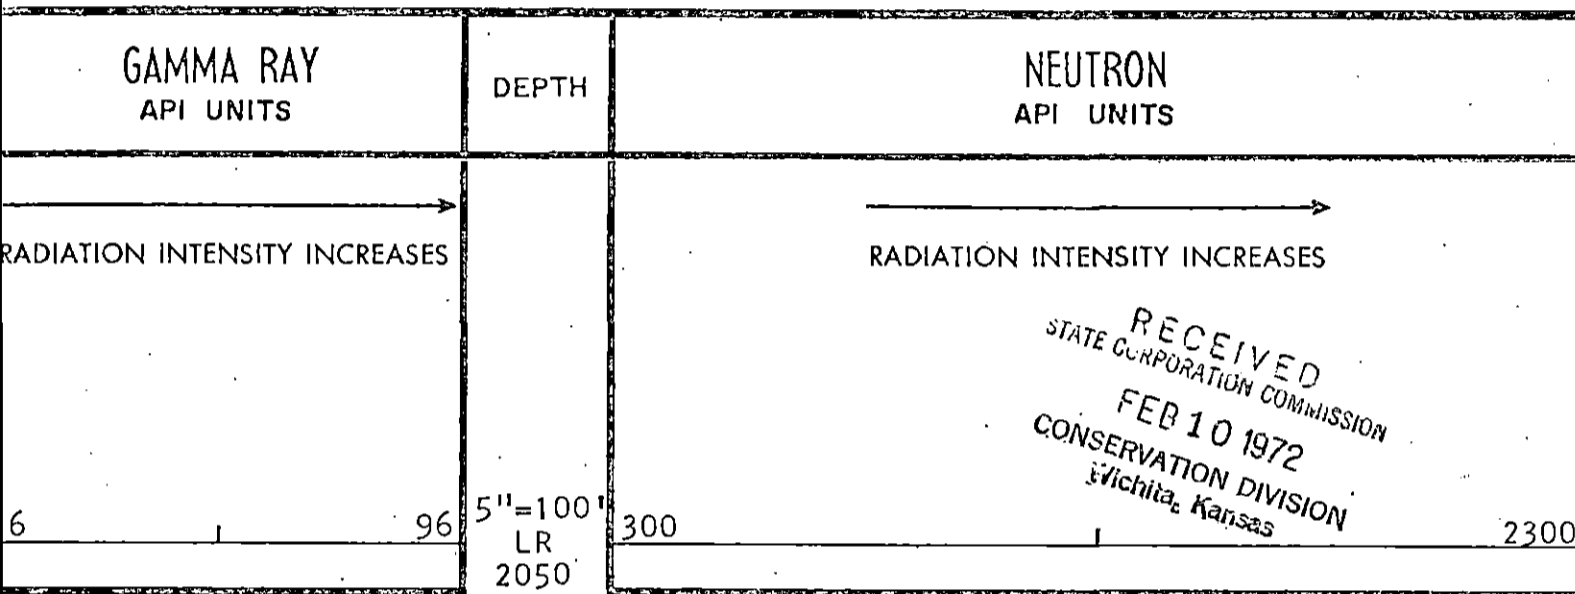 GAMMA RAY
API UNITS
DEPTH
NEUTRON
API UNITS
RADIATION INTENSITY INCREASES
RADIATION INTENSITY INCREASES
RECEIVED
STATE CORPORATION COMMISSION
FEB 10 1972
CONSERVATION DIVISION
Wichita, Kansas
6 96
5"=100'
LR
2050
300 2300